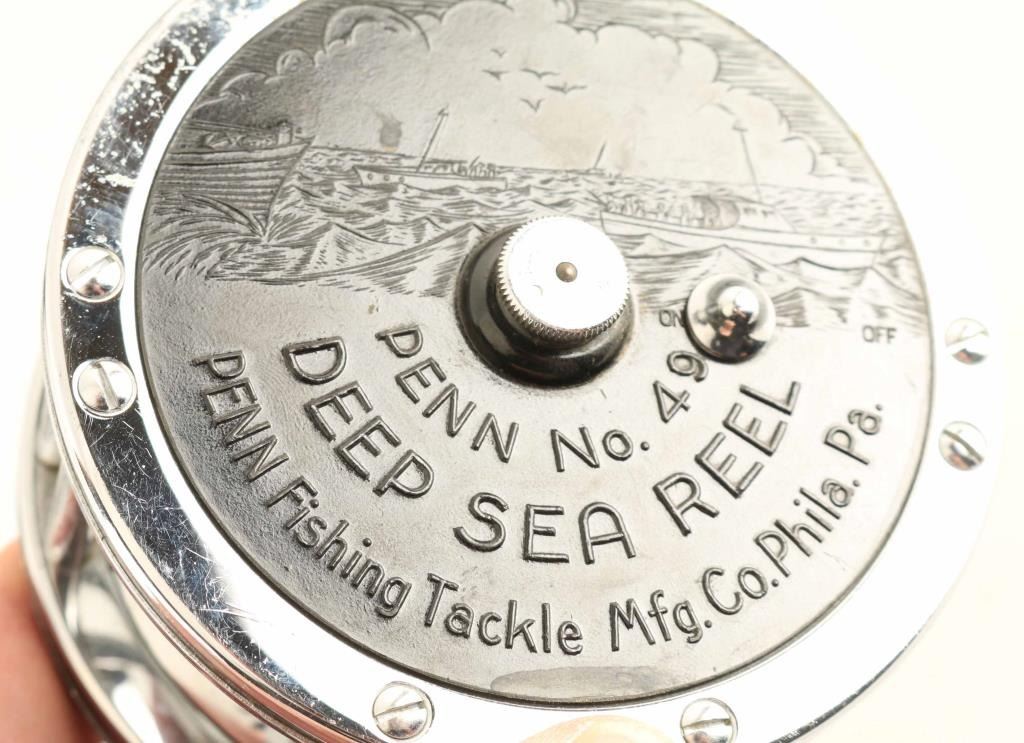 ON
OFF
PENN No. 49
DEEP SEA REEL
PENN Fishing Tackle Mfg. Co. Phila. Pa.